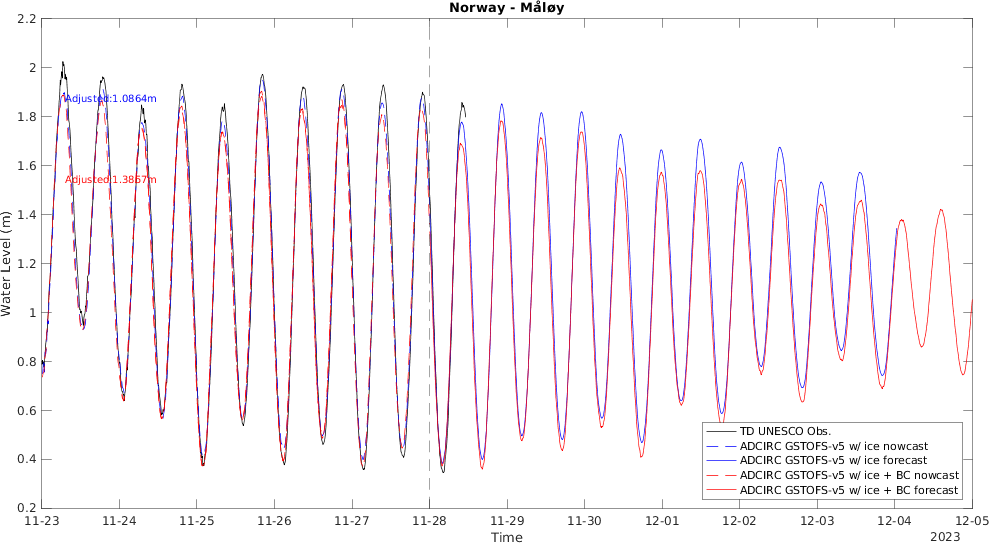 Norway - Måløy
2.2
2
1.8
1.6
1.4
1.2
1
0.8
0.6
0.4
0.2
Water Level (m)
Adjusted:1.0864m
Adjusted:1.3867m
TD UNESCO Obs.
ADCIRC GSTOFS-v5 w/ ice nowcast
ADCIRC GSTOFS-v5 w/ ice forecast
ADCIRC GSTOFS-v5 w/ ice + BC nowcast
ADCIRC GSTOFS-v5 w/ ice + BC forecast
11-23 11-24 11-25 11-26 11-27 11-28 11-29 11-30 12-01 12-02 12-03 12-04 12-05
Time
2023